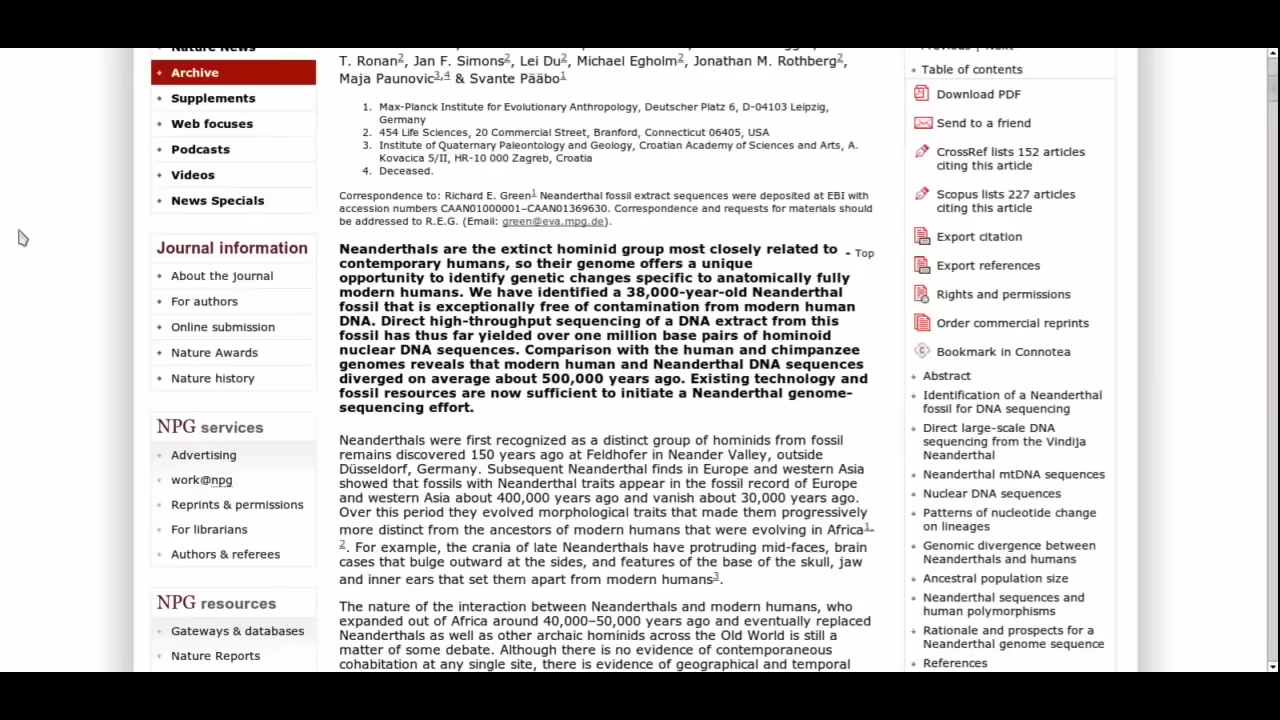 Nature News
Archive
Supplements
Web focuses
Podcasts
Videos
News Specials
Journal information
About the journal
For authors
Online submission
Nature Awards
Nature history
NPG services
Advertising
work@npg
Reprints & permissions
For librarians
Authors & referees
NPG resources
Gateways & databases
Nature Reports
T. Ronan2, Jan F. Simons2, Lei Du2, Michael Egholm2, Jonathan M. Rothberg2,
Maja Paunovic3,4 & Svante Pääbo1
1. Max-Planck Institute for Evolutionary Anthropology, Deutscher Platz 6, D-04103 Leipzig,
Germany
2. 454 Life Sciences, 20 Commercial Street, Branford, Connecticut 06405, USA
3. Institute of Quaternary Paleontology and Geology, Croatian Academy of Sciences and Arts, A.
Kovacica 5/II, HR-10 000 Zagreb, Croatia
4. Deceased.
Correspondence to: Richard E. Green1 Neanderthal fossil extract sequences were deposited at EBI with
accession numbers CAAN01000001–CAAN01369630. Correspondence and requests for materials should
be addressed to R.E.G. (Email: green@eva.mpg.de).
Neanderthals are the extinct hominid group most closely related to
contemporary humans, so their genome offers a unique
opportunity to identify genetic changes specific to anatomically fully
modern humans. We have identified a 38,000-year-old Neanderthal
fossil that is exceptionally free of contamination from modern human
DNA. Direct high-throughput sequencing of a DNA extract from this
fossil has thus far yielded over one million base pairs of hominoid
nuclear DNA sequences. Comparison with the human and chimpanzee
genomes reveals that modern human and Neanderthal DNA sequences
diverged on average about 500,000 years ago. Existing technology and
fossil resources are now sufficient to initiate a Neanderthal genome-
sequencing effort.
Top
Neanderthals were first recognized as a distinct group of hominids from fossil
remains discovered 150 years ago at Feldhofer in Neander Valley, outside
Düsseldorf, Germany. Subsequent Neanderthal finds in Europe and western Asia
showed that fossils with Neanderthal traits appear in the fossil record of Europe
and western Asia about 400,000 years ago and vanish about 30,000 years ago.
Over this period they evolved morphological traits that made them progressively
more distinct from the ancestors of modern humans that were evolving in Africa1,
2. For example, the crania of late Neanderthals have protruding mid-faces, brain
cases that bulge outward at the sides, and features of the base of the skull, jaw
and inner ears that set them apart from modern humans3.
The nature of the interaction between Neanderthals and modern humans, who
expanded out of Africa around 40,000–50,000 years ago and eventually replaced
Neanderthals as well as other archaic hominids across the Old World is still a
matter of some debate. Although there is no evidence of contemporaneous
cohabitation at any single site, there is evidence of geographical and temporal
Previous | Next
Table of contents
Download PDF
Send to a friend
CrossRef lists 152 articles
citing this article
Scopus lists 227 articles
citing this article
Export citation
Export references
Rights and permissions
Order commercial reprints
Bookmark in Connotea
Abstract
Identification of a Neanderthal
fossil for DNA sequencing
Direct large-scale DNA
sequencing from the Vindija
Neanderthal
Neanderthal mtDNA sequences
Nuclear DNA sequences
Patterns of nucleotide change
on lineages
Genomic divergence between
Neanderthals and humans
Ancestral population size
Neanderthal sequences and
human polymorphisms
Rationale and prospects for a
Neanderthal genome sequence
References